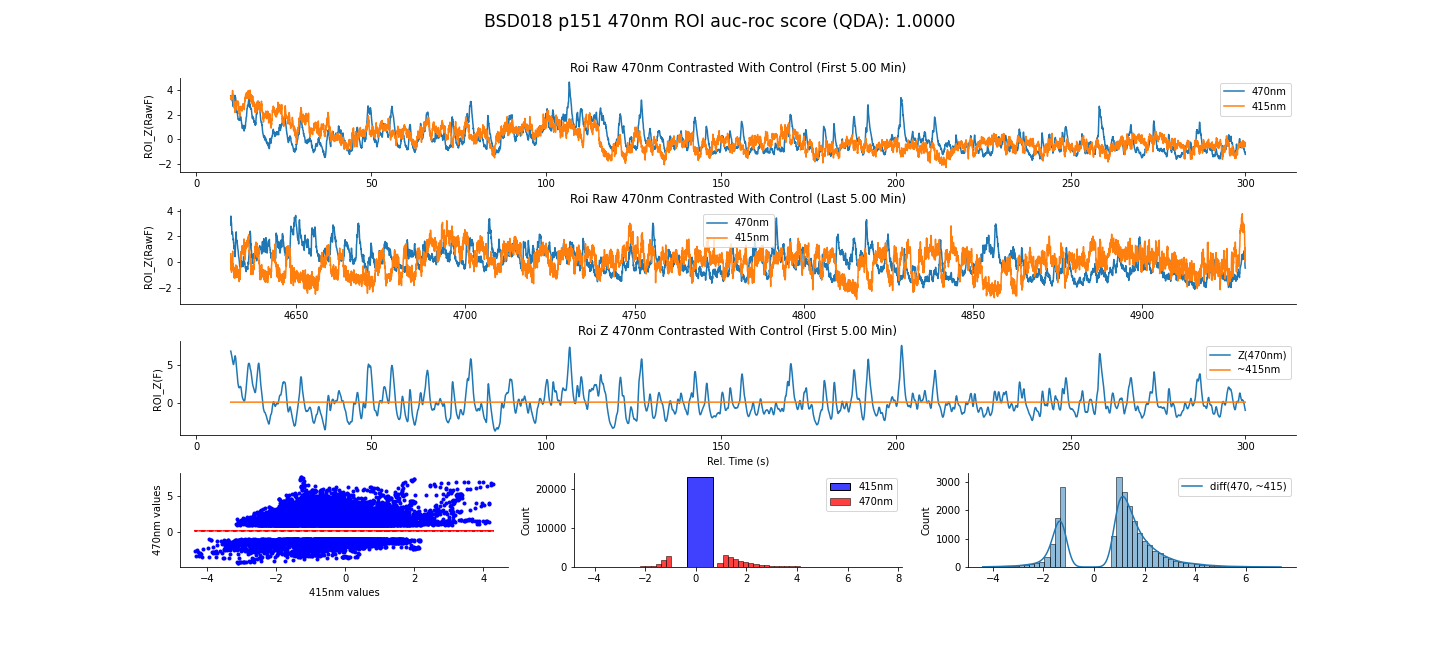 BSD018 p151 470nm ROI auc-roc score (QDA): 1.0000
Roi Raw 470nm Contrasted With Control (First 5.00 Min)
ROI_Z(RawF)
4
2
0
−2
470nm
415nm
0 50 100 150 200 250 300
Roi Raw 470nm Contrasted With Control (Last 5.00 Min)
ROI_Z(RawF)
4
2
0
−2
470nm
415nm
4650 4700 4750 4800 4850 4900
Roi Z 470nm Contrasted With Control (First 5.00 Min)
ROI_Z(F)
5
0
Z(470nm)
~415nm
0 50 100 150 200 250 300
Rel. Time (s)
470nm values
5
0
−4 −2 0 2 4
415nm values
Count
20000
10000
0
415nm
470nm
−4 −2 0 2 4 6 8
Count
3000
2000
1000
0
diff(470, ~415)
−4 −2 0 2 4 6